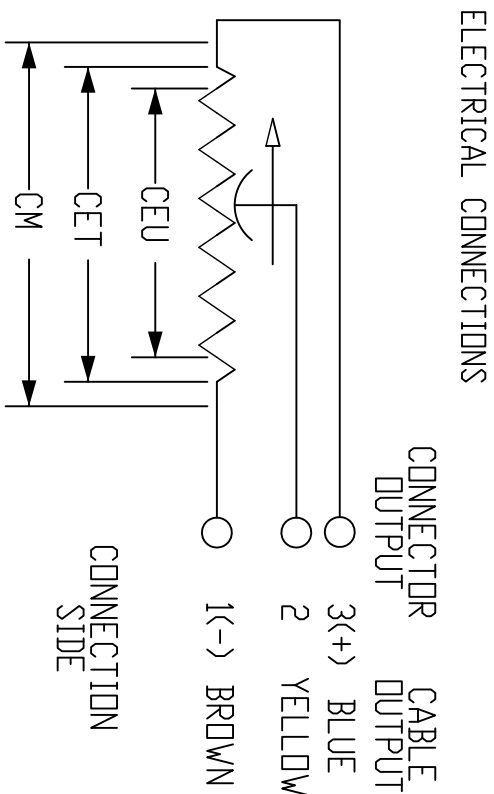 ELECTRICAL CONNECTIONS
CONNECTOR
OUTPUT
CABLE
OUTPUT
3(+) BLUE
2 YELLOW
1(-) BROWN
CONNECTION
SIDE
CEU
CET
CM